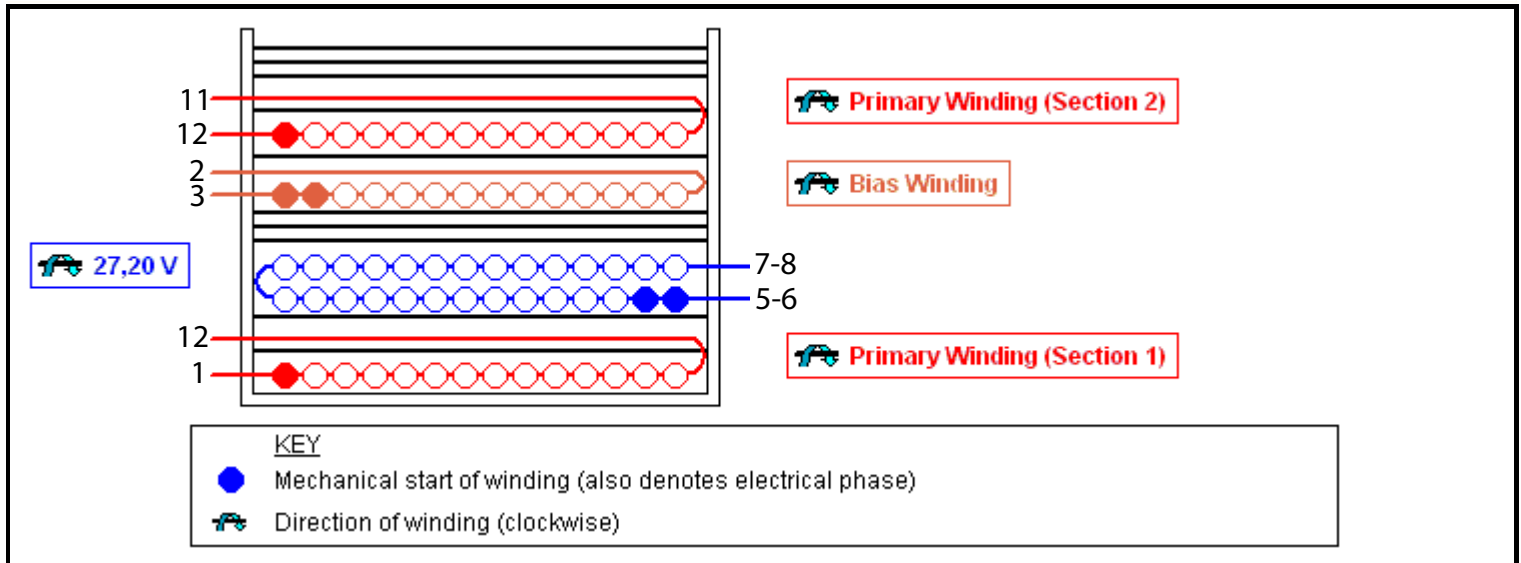 11
Primary Winding (Section 2)
12
2
Bias Winding
3
27,20 V
7-8
5-6
12
Primary Winding (Section 1)
1
KEY
Mechanical start of winding (also denotes electrical phase)
Direction of winding (clockwise)